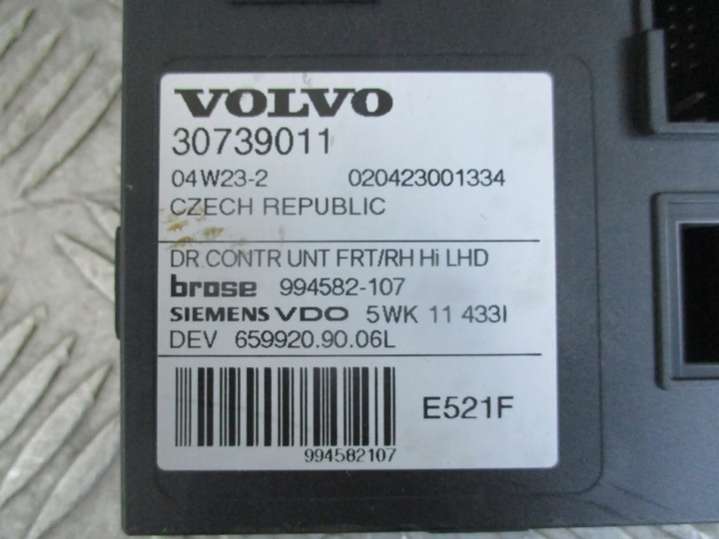 VOLVO
30739011
04W23-2 020423001334
CZECH REPUBLIC
DR.CONTR UNT FRT/RH Hi LHD
brose 994582-107
SIEMENS VDO 5WK 11 433I
DEV 659920.90.06L
E521F
994582107